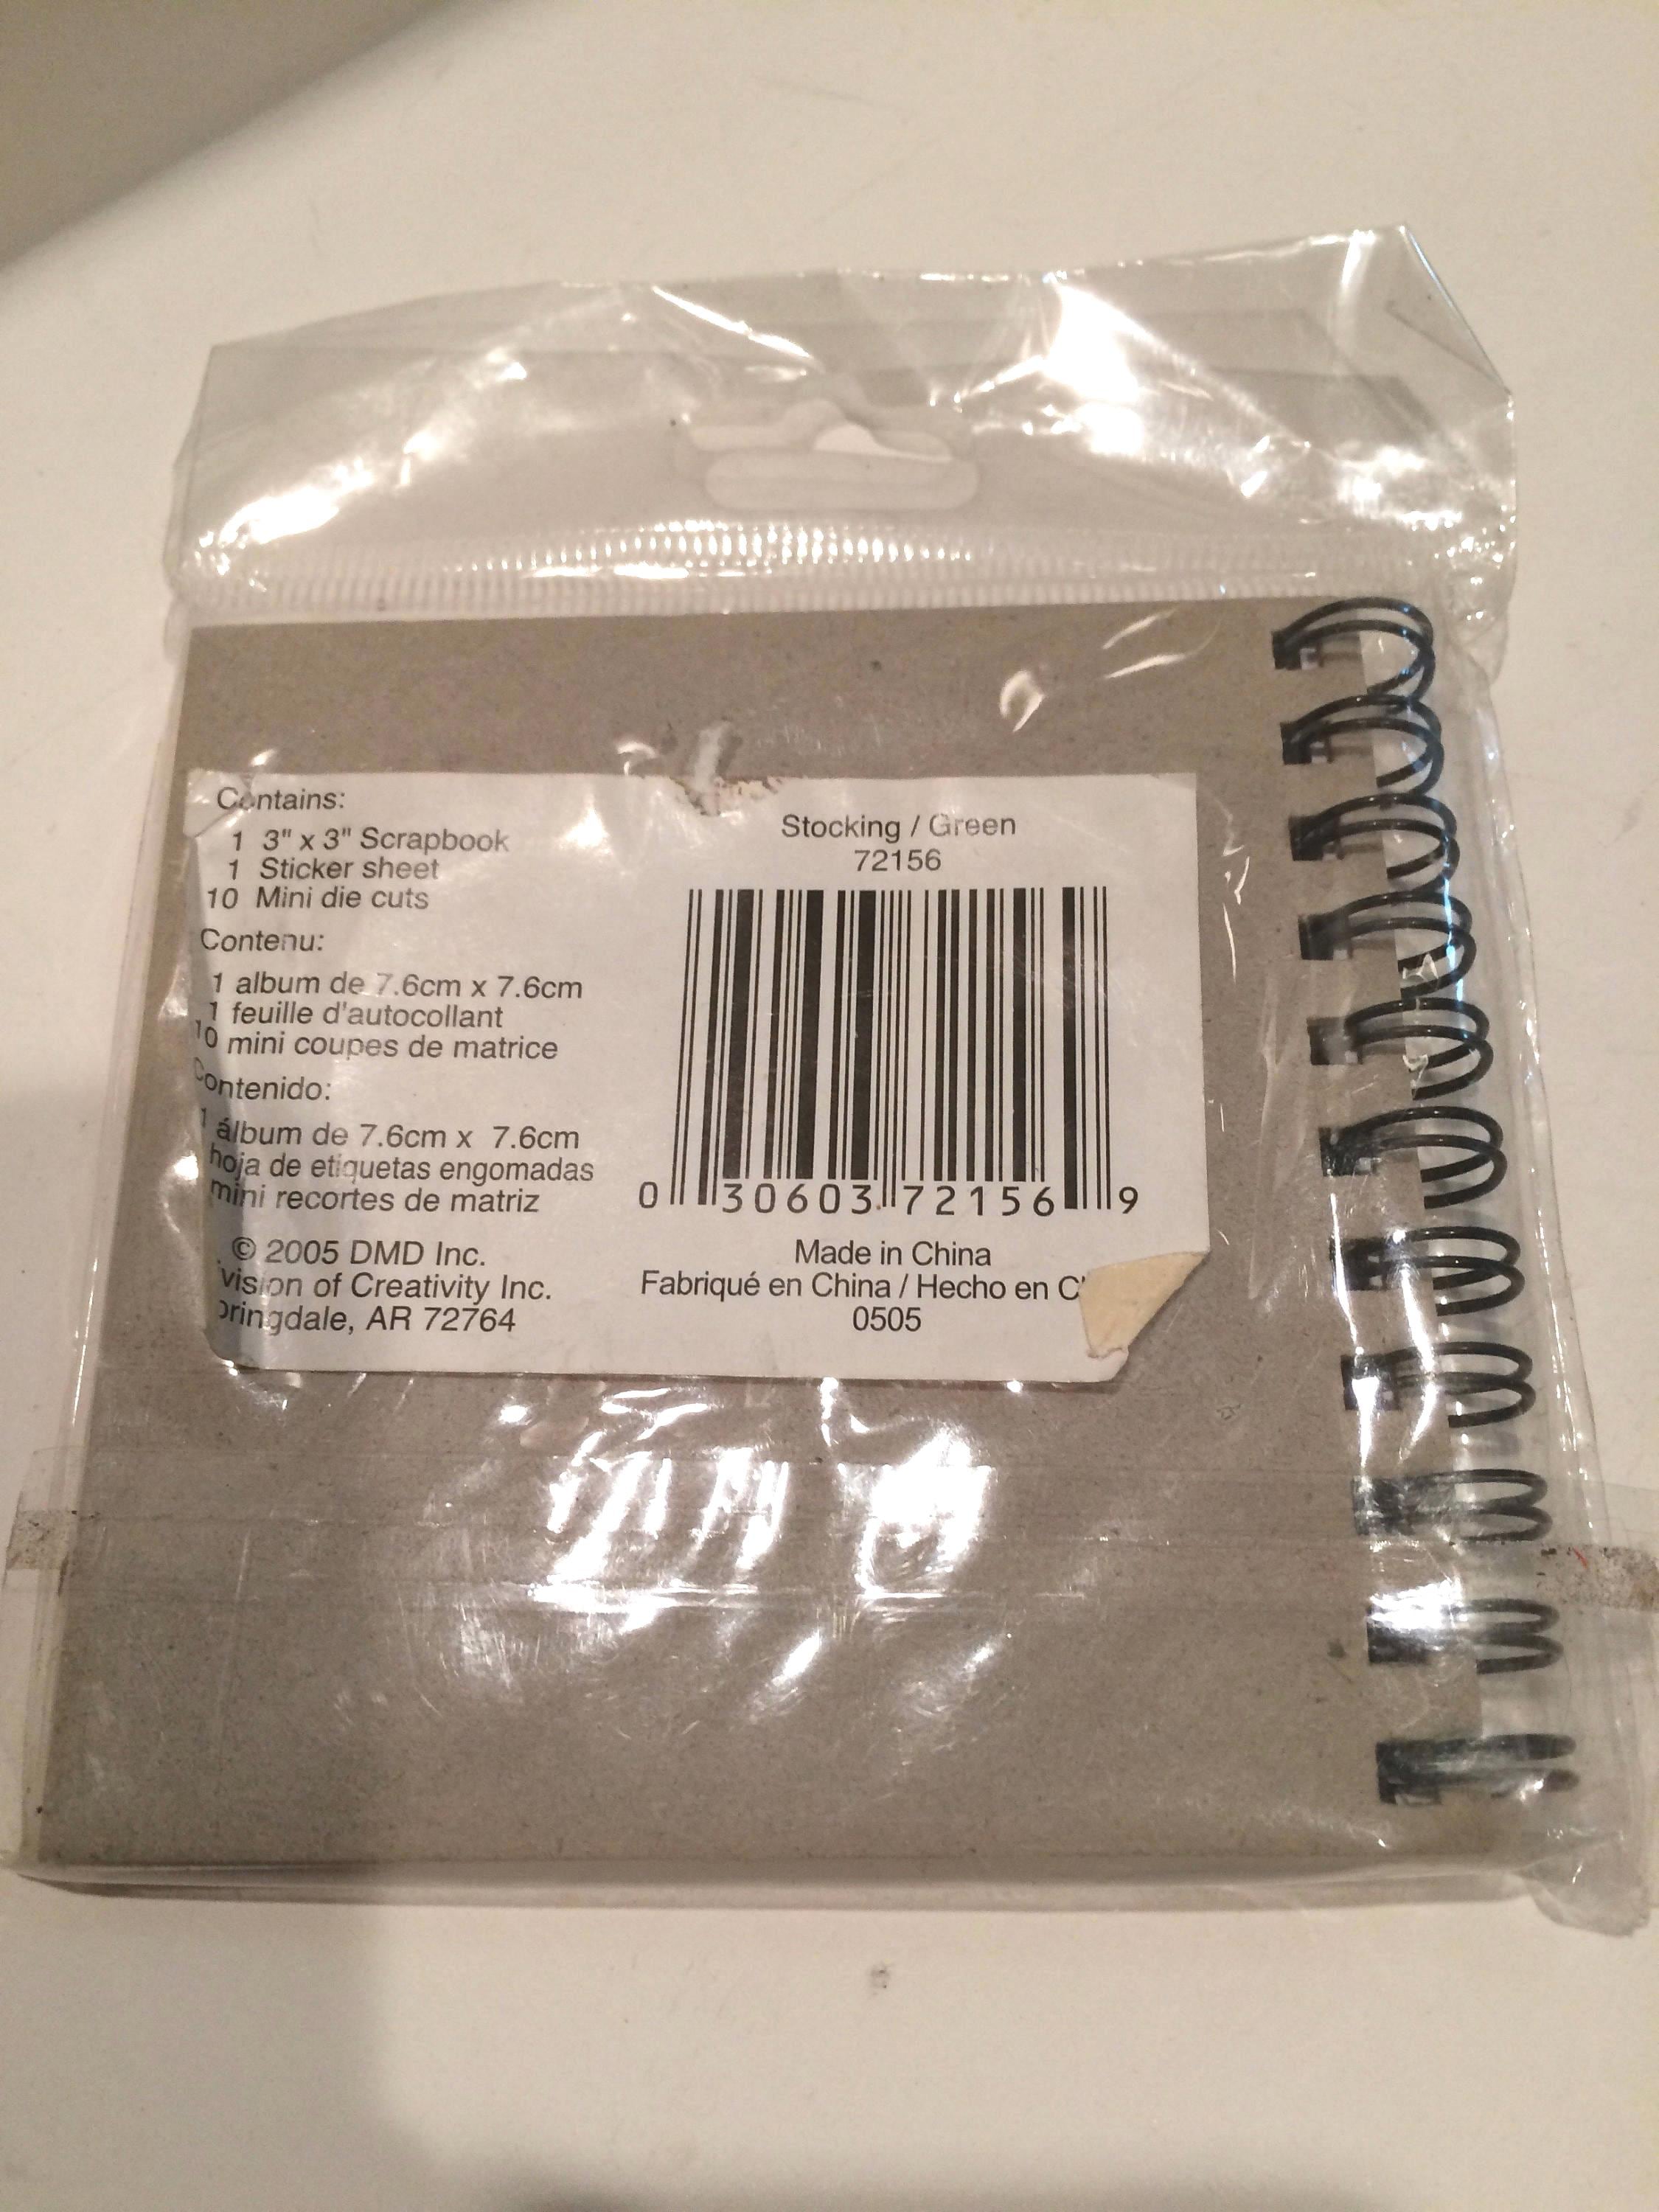 Contains:
1 3" x 3" Scrapbook
1 Sticker sheet
10 Mini die cuts
Contenu:
1 album de 7.6cm x 7.6cm
1 feuille d'autocollant
10 mini coupes de matrice
Contenido:
1 álbum de 7.6cm x 7.6cm
hoja de etiquetas engomadas
mini recortes de matriz
© 2005 DMD Inc.
vision of Creativity Inc.
pringdale, AR 72764
Stocking / Green
72156
0 30603 72156 9
Made in China
Fabriqué en China / Hecho en C
0505